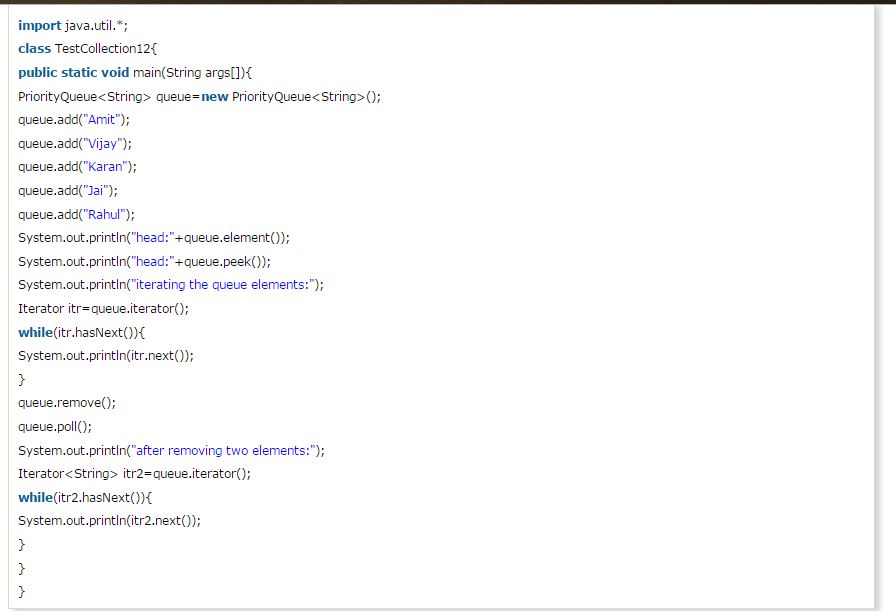 import java.util.*;
class TestCollection12{
public static void main(String args[]){
PriorityQueue<String> queue=new PriorityQueue<String>();
queue.add("Amit");
queue.add("Vijay");
queue.add("Karan");
queue.add("Jai");
queue.add("Rahul");
System.out.println("head:"+queue.element());
System.out.println("head:"+queue.peek());
System.out.println("iterating the queue elements:");
Iterator itr=queue.iterator();
while(itr.hasNext()){
System.out.println(itr.next());
}
queue.remove();
queue.poll();
System.out.println("after removing two elements:");
Iterator<String> itr2=queue.iterator();
while(itr2.hasNext()){
System.out.println(itr2.next());
}
}
}